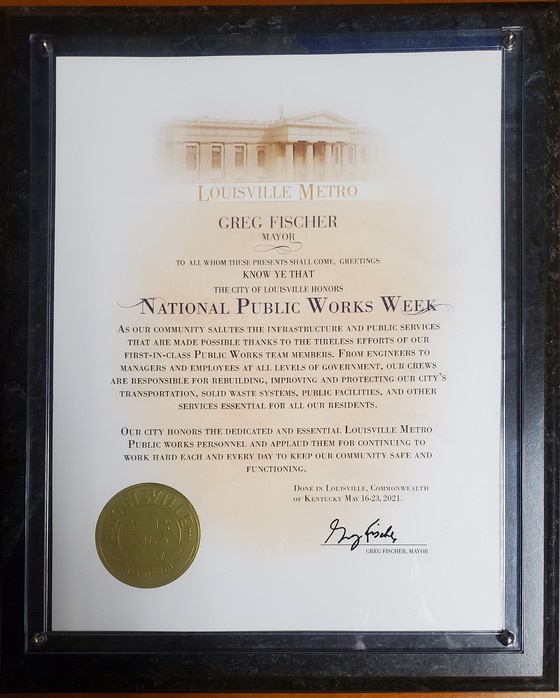 Louisville Metro
GREG FISCHER
MAYOR
TO ALL WHOM THESE PRESENTS SHALL COME, GREETINGS:
KNOW YE THAT
THE CITY OF LOUISVILLE HONORS
National Public Works Week
As our community salutes the infrastructure and public services
that are made possible thanks to the tireless efforts of our
first-in-class Public Works team members. From engineers to
managers and employees at all levels of government, our crews
are responsible for rebuilding, improving and protecting our city's
transportation, solid waste systems, public facilities, and other
services essential for all our residents.
Our city honors the dedicated and essential Louisville Metro
Public works personnel and applaud them for continuing to
work hard each and every day to keep our community safe and
functioning.
Done in Louisville, Commonwealth
of Kentucky May 16-23, 2021.
Greg Fischer
GREG FISCHER, MAYOR